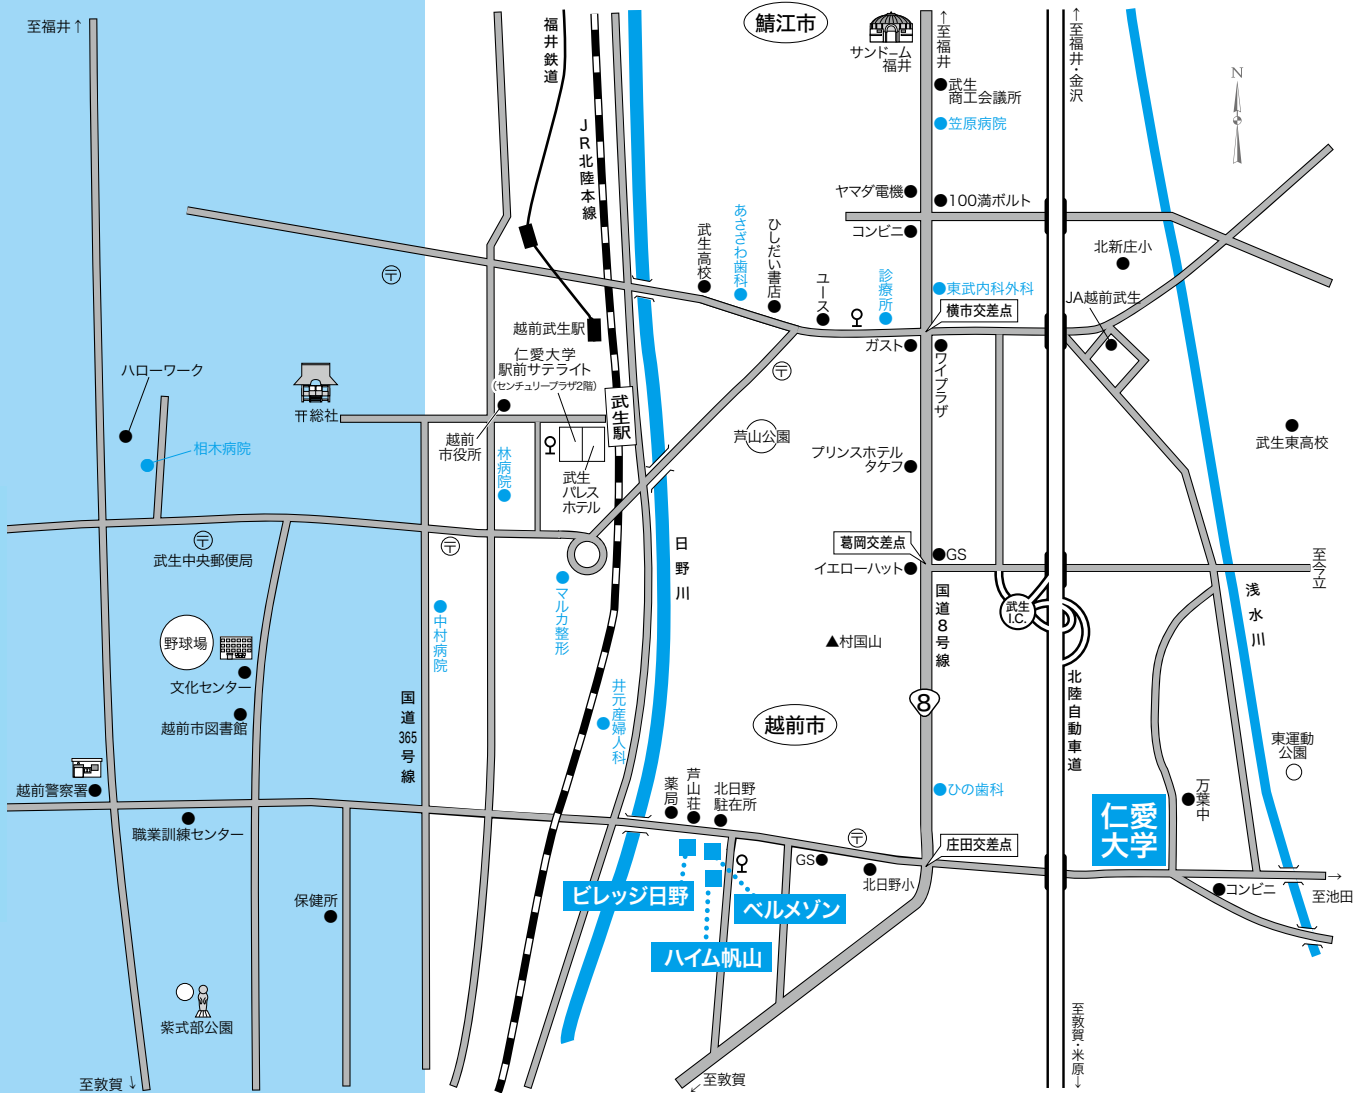 至福井↑
福井鉄道
JR北陸本線
鯖江市
サンドーム
福井
↑至福井
↑至福井・金沢
N
武生
商工会議所
笠原病院
ヤマダ電機
100満ボルト
コンビニ
武生高校
あさざわ歯科
ひしだい書店
ユース
診療所
東武内科外科
横市交差点
北新庄小
JA越前武生
〒
越前武生駅
仁愛大学
駅前サテライト
(センチュリープラザ2階)
ガスト
ワイプラザ
〒
ハローワーク
总社
相木病院
越前
市役所
林病院
武生駅
武生
パレス
ホテル
芦山公園
プリンスホテル
タケフ
武生東高校
〒
武生中央郵便局
〒
マルカ整形
日野川
葛岡交差点
GS
イエローハット
至今立
浅水川
武生
I.C.
国道8号線
▲村国山
野球場
文化センター
越前市図書館
中村病院
国道365号線
井元産婦人科
越前市
8
北陸自動車道
東運動
公園
越前警察署
職業訓練センター
薬局
芦山荘
北日野
駐在所
ひの歯科
仁愛
大学
万葉中
〒
庄田交差点
GS
北日野小
コンビニ
→
至池田
ビレッジ日野
ベルメゾン
ハイム帆山
保健所
紫式部公園
至敦賀↓
至敦賀
↙
至敦賀・米原↓